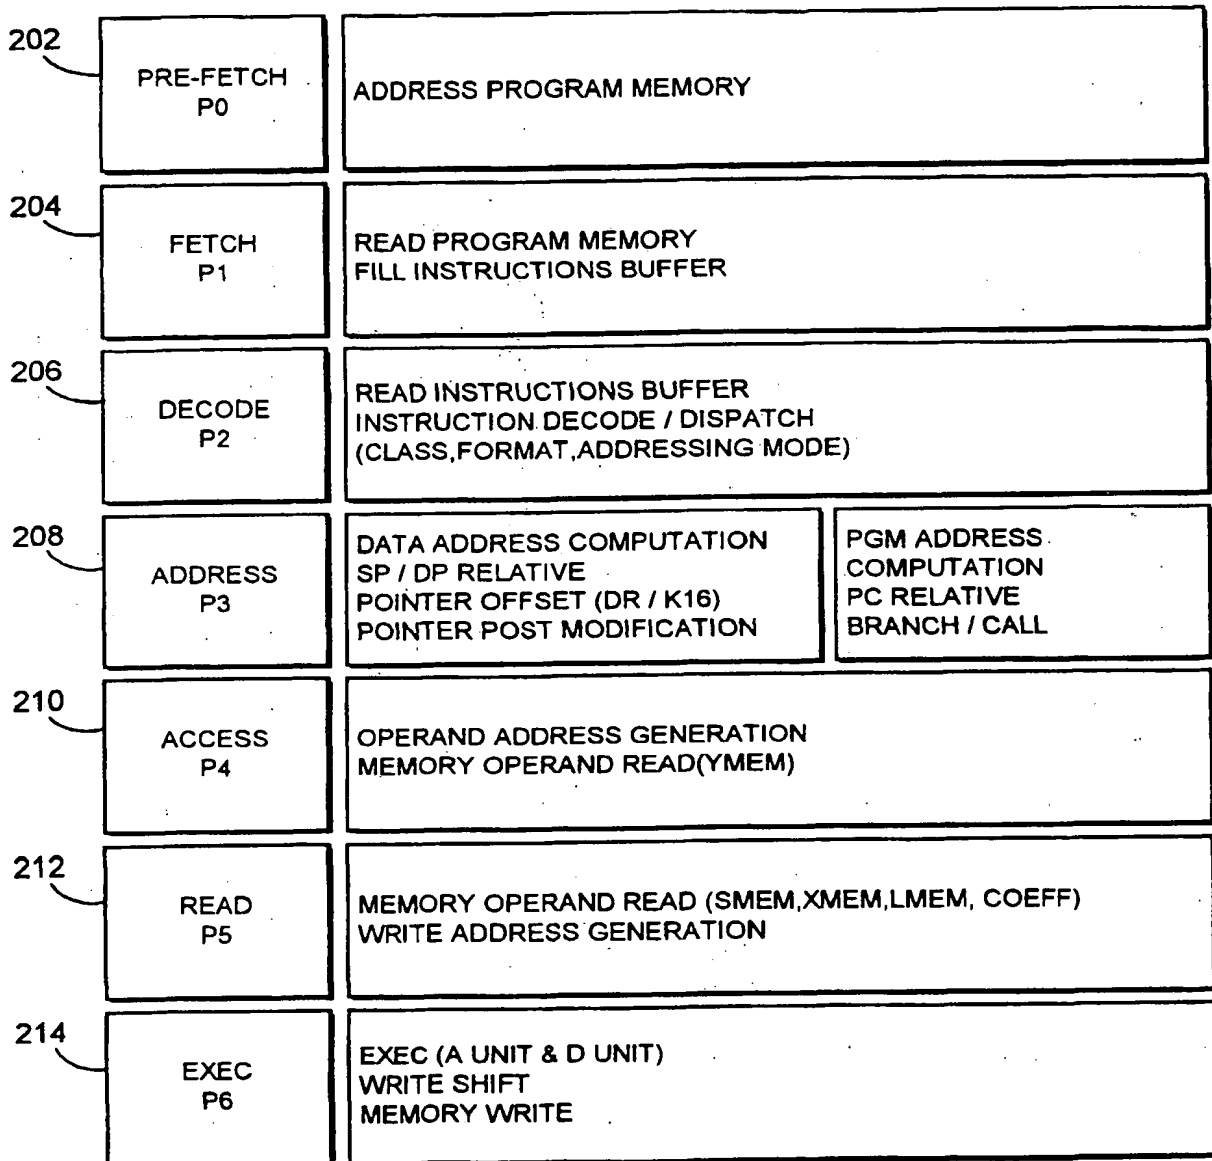 202
PRE-FETCH
P0
ADDRESS PROGRAM MEMORY
204
FETCH
P1
READ PROGRAM MEMORY
FILL INSTRUCTIONS BUFFER
206
DECODE
P2
READ INSTRUCTIONS BUFFER
INSTRUCTION DECODE / DISPATCH
(CLASS,FORMAT,ADDRESSING MODE)
208
ADDRESS
P3
DATA ADDRESS COMPUTATION
SP / DP RELATIVE
POINTER OFFSET (DR / K16)
POINTER POST MODIFICATION
PGM ADDRESS
COMPUTATION
PC RELATIVE
BRANCH / CALL
210
ACCESS
P4
OPERAND ADDRESS GENERATION
MEMORY OPERAND READ(YMEM)
212
READ
P5
MEMORY OPERAND READ (SMEM,XMEM,LMEM, COEFF)
WRITE ADDRESS GENERATION
214
EXEC
P6
EXEC (A UNIT & D UNIT)
WRITE SHIFT
MEMORY WRITE